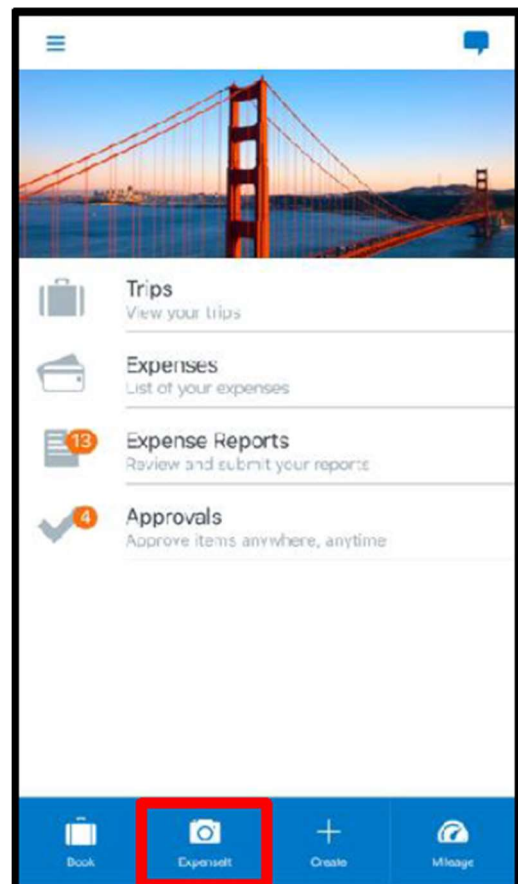 Trips
View your trips
Expenses
List of your expenses
13
Expense Reports
Review and submit your reports
4
Approvals
Approve items anywhere, anytime
Book
ExpenseIt
Create
Mileage